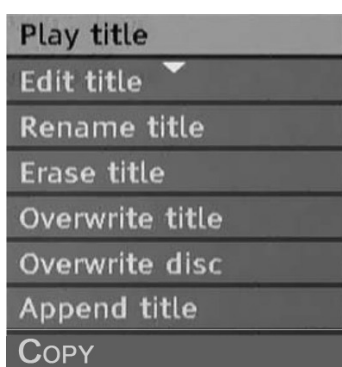 Play title
Edit title
Rename title
Erase title
Overwrite title
Overwrite disc
Append title
COPY